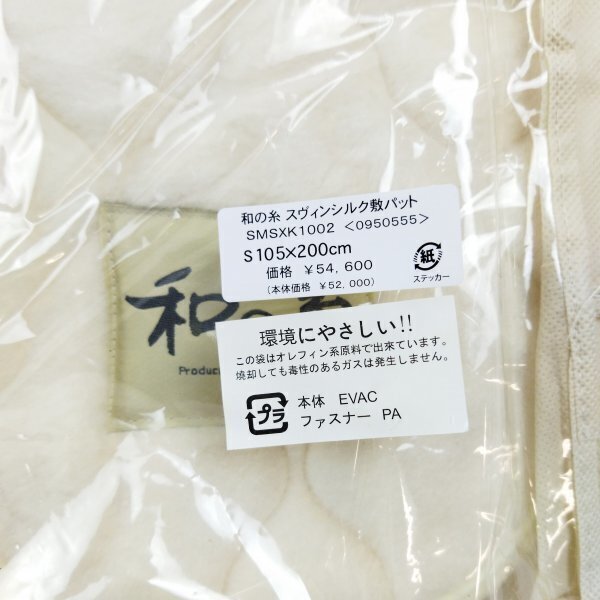 和の糸 スヴィンシルク敷パット
SMSXK1002 <0950555>
S 105×200cm
価格 ￥54,600
(本体価格 ￥52,000)
紙
ステッカー
和の糸
Produc
環境にやさしい!!
この袋はオレフィン系原料で出来ています。
焼却しても毒性のあるガスは発生しません。
プラ
本体 EVAC
ファスナー PA